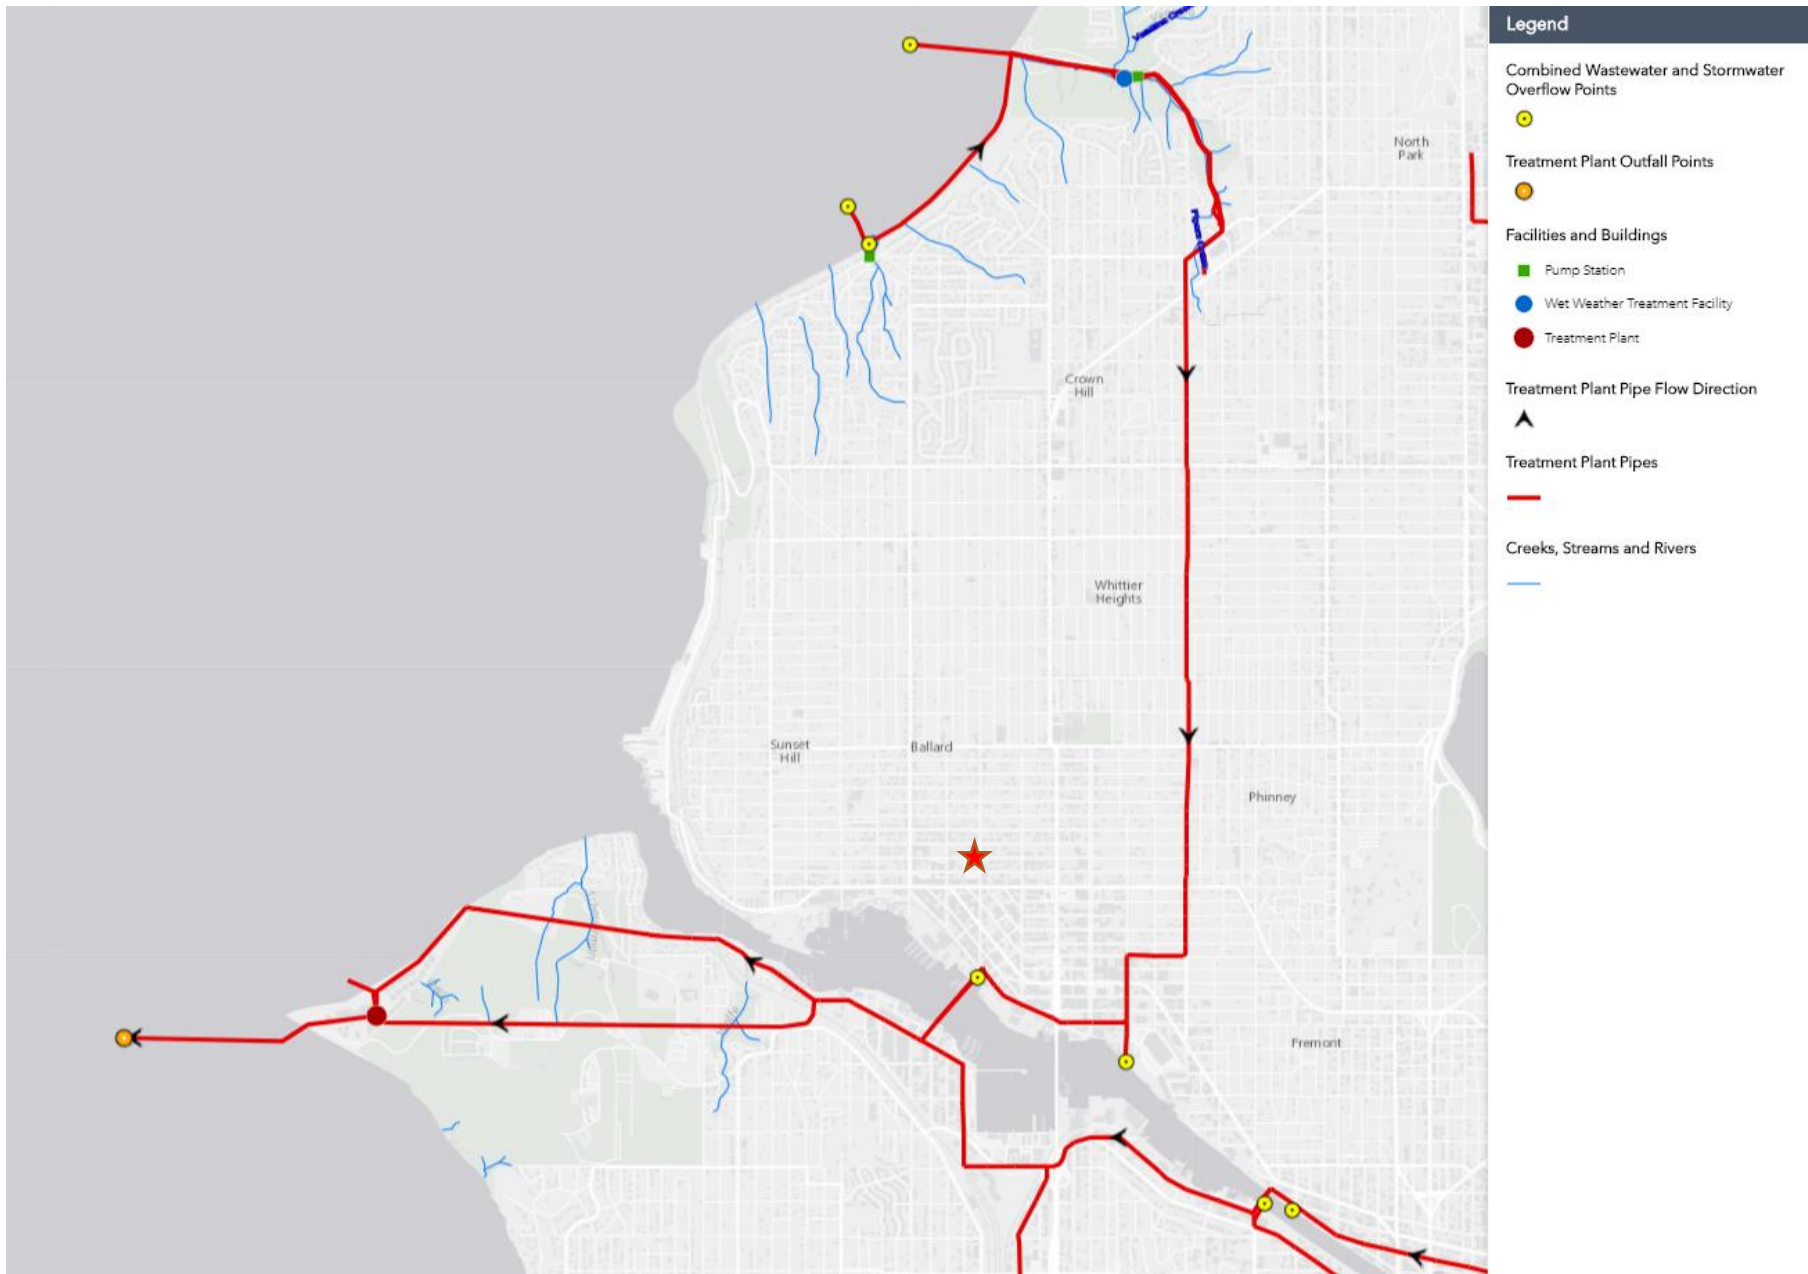 Legend
Combined Wastewater and Stormwater
Overflow Points
Treatment Plant Outfall Points
Facilities and Buildings
Pump Station
Wet Weather Treatment Facility
Treatment Plant
Treatment Plant Pipe Flow Direction
Treatment Plant Pipes
Creeks, Streams and Rivers
North
Park
Crown
Hill
Whittier
Heights
Sunset
Hill
Ballard
Phinney
Fremont